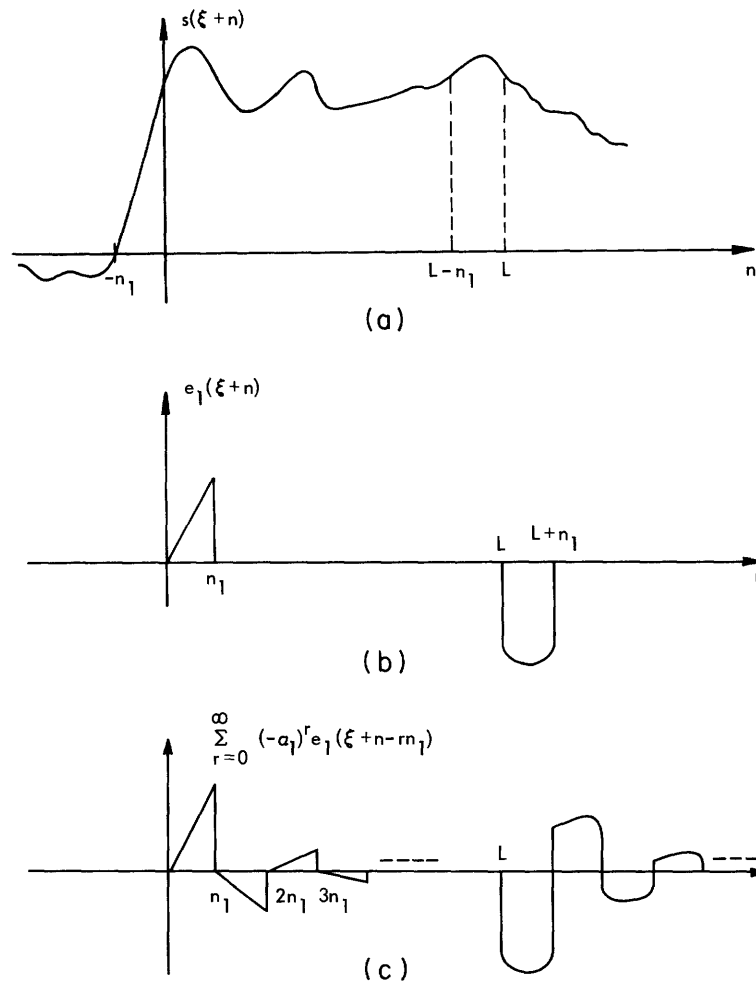 s(ξ+n)
-n₁
L-n₁
L
n
(a)
e₁(ξ+n)
n₁
L
L+n₁
(b)
∞
Σ (-a₁)ʳ e₁(ξ+n-rn₁)
r=0
L
n₁
2n₁
3n₁
(c)